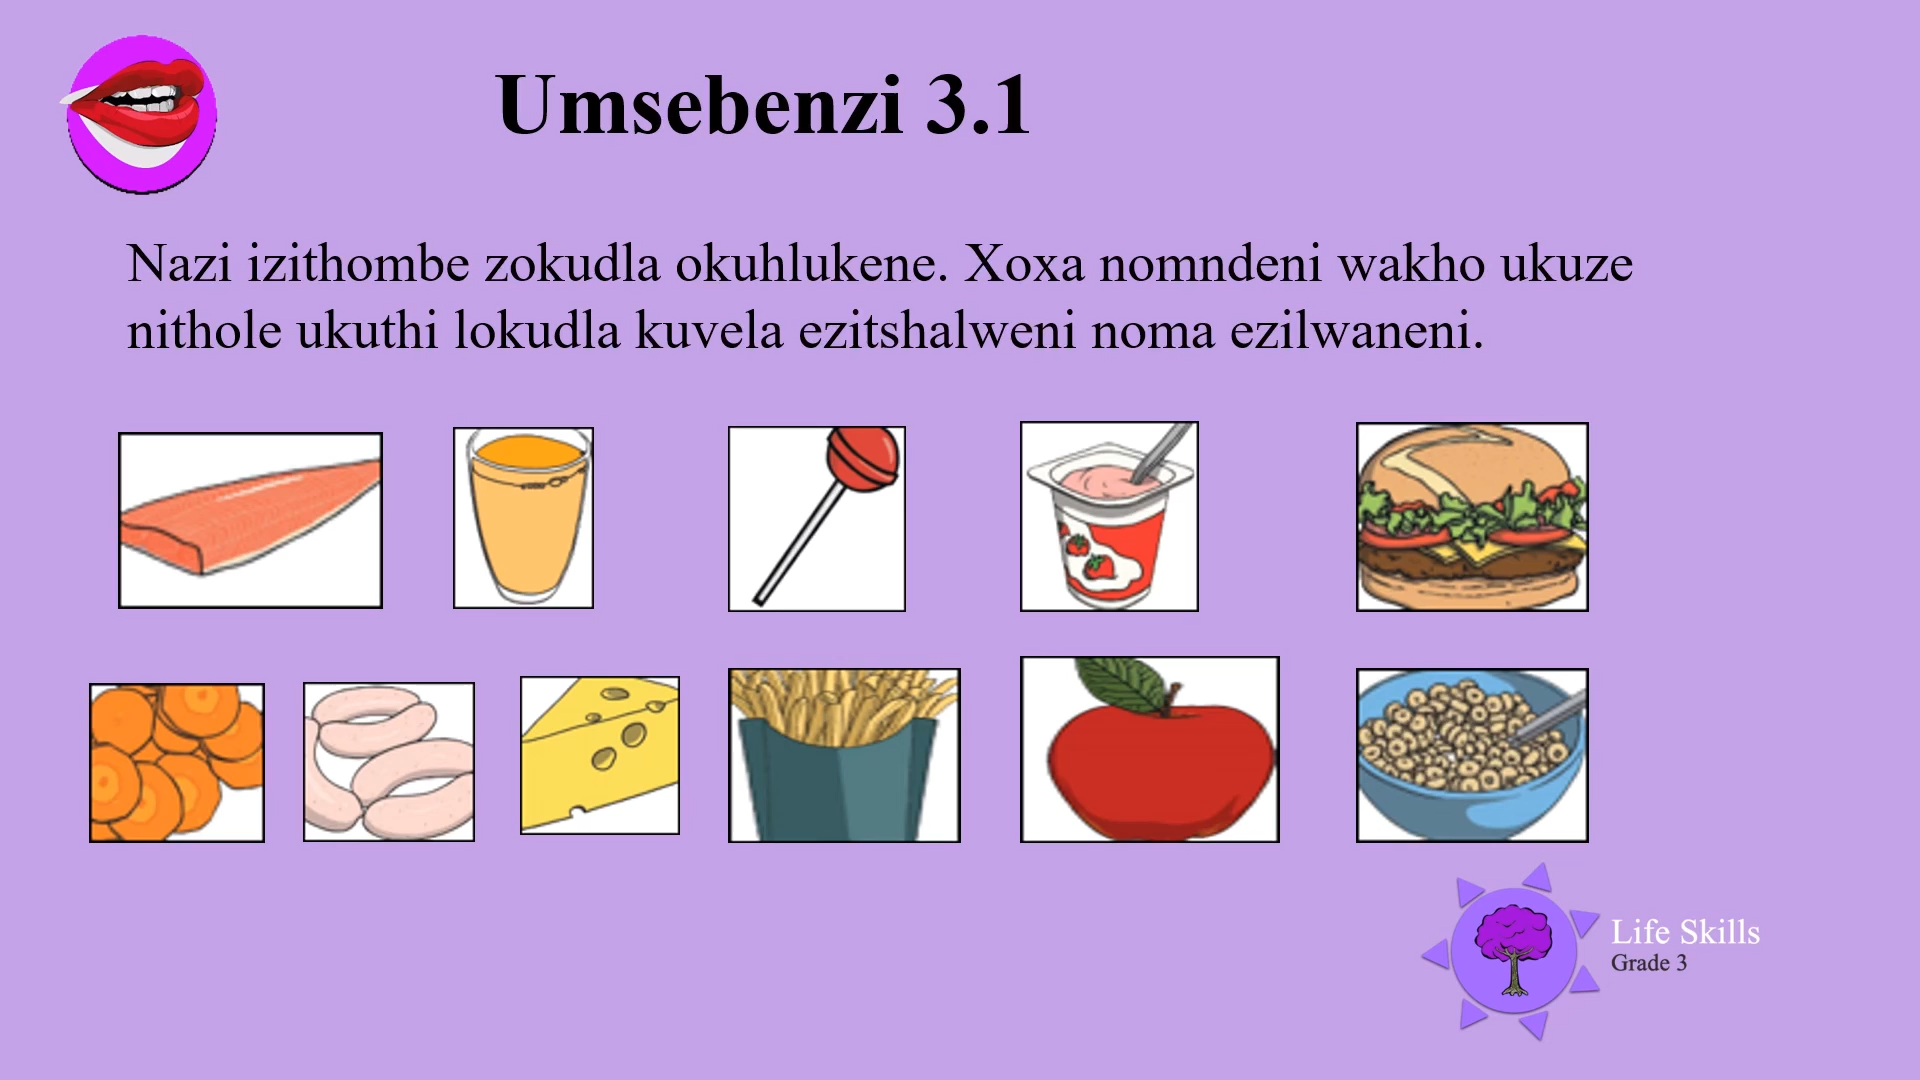 Umsebenzi 3.1
Nazi izithombe zokudla okuhlukene. Xoxa nomndeni wakho ukuze
nithole ukuthi lokudla kuvela ezitshalweni noma ezilwaneni.
Life Skills
Grade 3